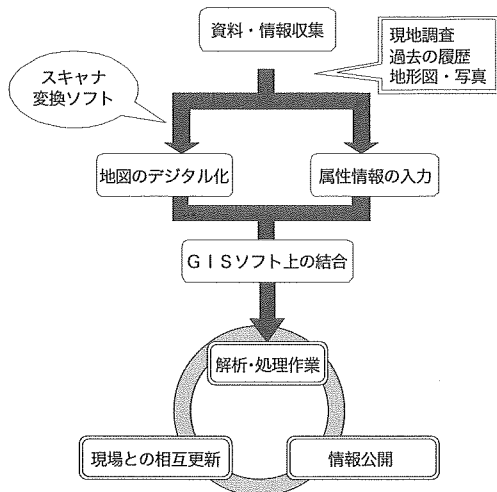 資料・情報収集
現地調査
過去の履歴
地形図・写真
スキャナ
変換ソフト
地図のデジタル化
属性情報の入力
ＧＩＳソフト上の結合
解析・処理作業
現場との相互更新
情報公開